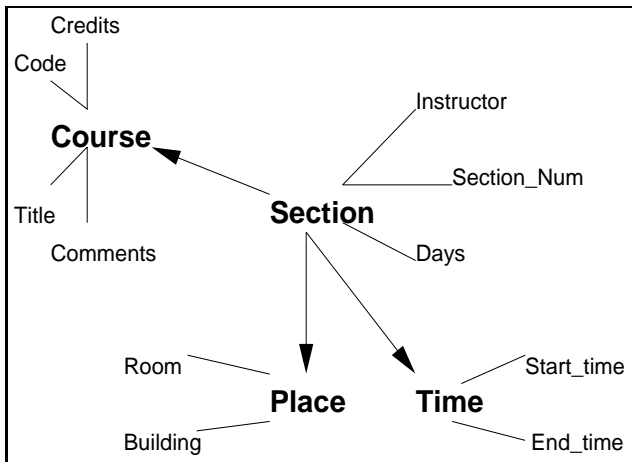 Credits
Code
Instructor
Course
Section_Num
Title
Section
Comments
Days
Room
Start_time
Place
Time
Building
End_time